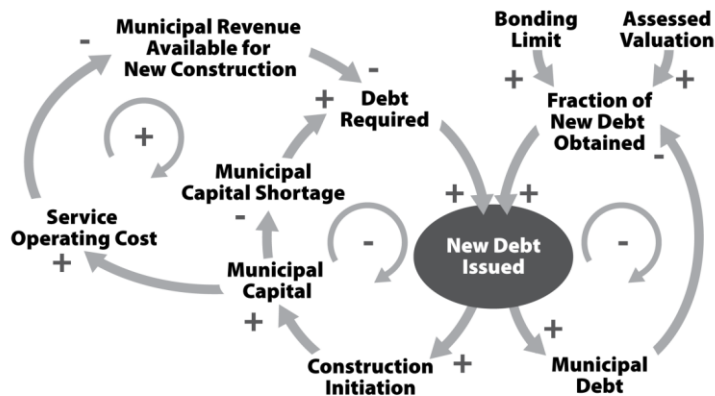 Municipal Revenue
Available for
New Construction
-
-
+
Debt
Required
Bonding
Limit
Assessed
Valuation
+
+
Fraction of
New Debt
Obtained
-
+
Municipal
Capital Shortage
-
Service
Operating Cost
+
+
+
New Debt
Issued
-
-
Municipal
Capital
+
Construction
Initiation
+
+
Municipal
Debt